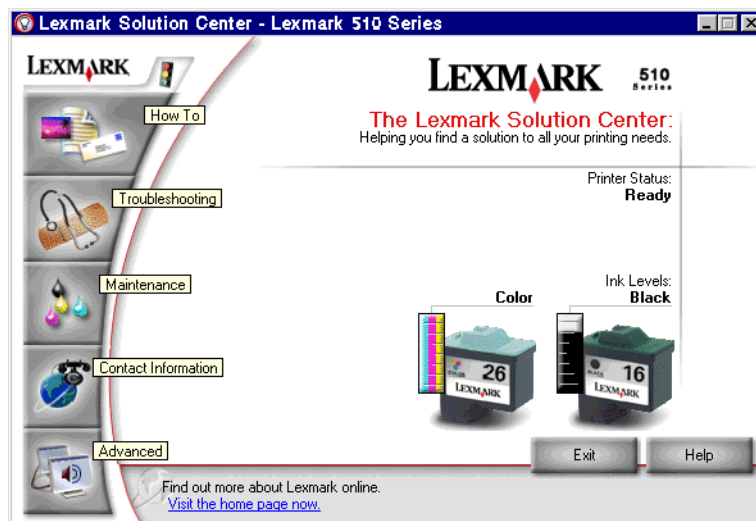 Lexmark Solution Center - Lexmark 510 Series
LEXMARK
How To
Troubleshooting
Maintenance
Contact Information
Advanced
LEXMARK 510
Series
The Lexmark Solution Center:
Helping you find a solution to all your printing needs.
Printer Status:
Ready
Ink Levels:
Color
Black
COLOR 26
LEXMARK
BLACK 16
LEXMARK
Exit
Help
Find out more about Lexmark online.
Visit the home page now.